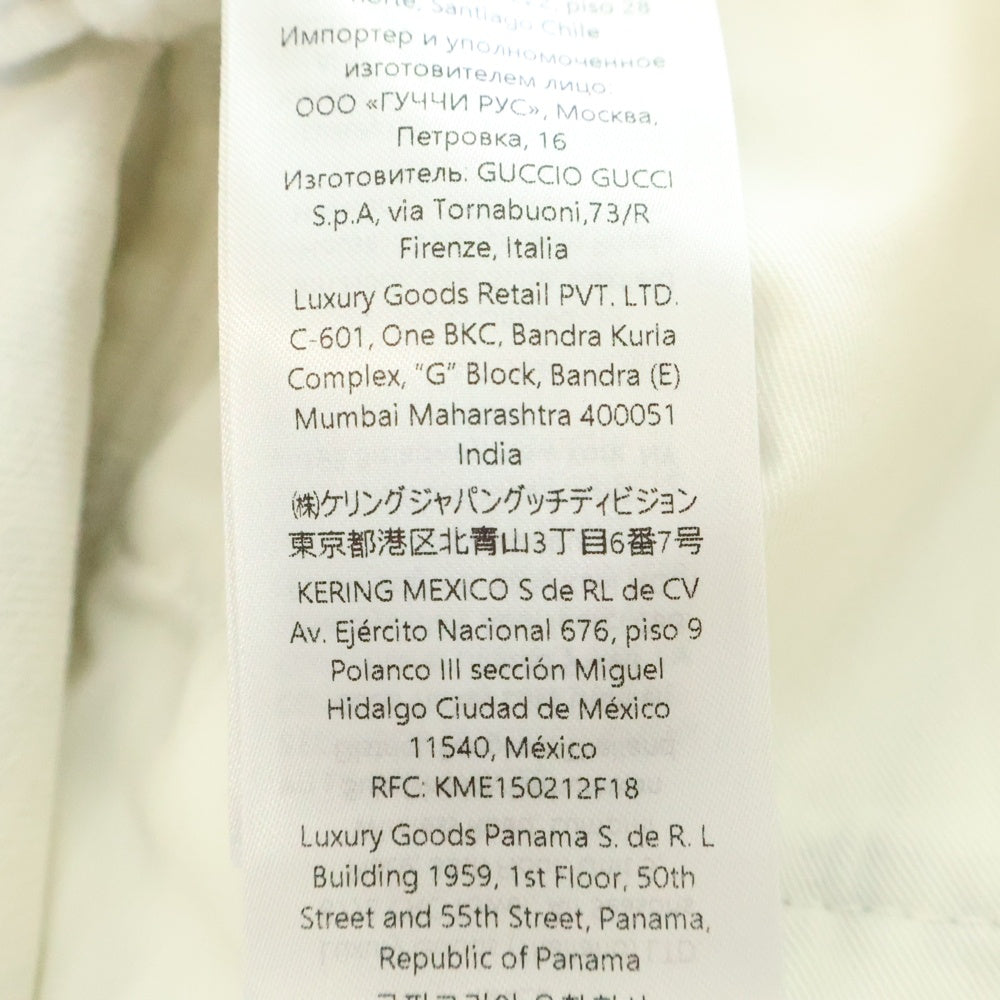 piso 28
Norte, Santiago Chile
Импортер и уполномоченное
изготовителем лицо:
ООО «ГУЧЧИ РУС», Москва,
Петровка, 16
Изготовитель: GUCCIO GUCCI
S.p.A, via Tornabuoni,73/R
Firenze, Italia
Luxury Goods Retail PVT. LTD.
C-601, One BKC, Bandra Kurla
Complex, "G" Block, Bandra (E)
Mumbai Maharashtra 400051
India
㈱ケリングジャパングッチディビジョン
東京都港区北青山3丁目6番7号
KERING MEXICO S de RL de CV
Av. Ejército Nacional 676, piso 9
Polanco III sección Miguel
Hidalgo Ciudad de México
11540, México
RFC: KME150212F18
Luxury Goods Panama S. de R. L
Building 1959, 1st Floor, 50th
Street and 55th Street, Panama,
Republic of Panama